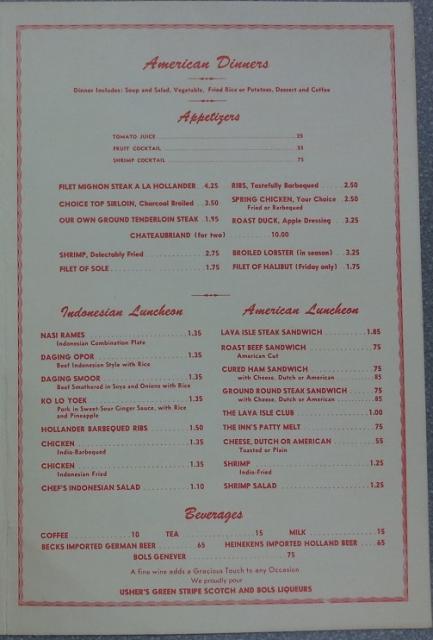 American Dinners
Dinner Includes: Soup and Salad, Vegetable, Fried Rice or Potatoes, Dessert and Coffee
Appetizers
TOMATO JUICE .25
FRUIT COCKTAIL .35
SHRIMP COCKTAIL .75
FILET MIGNON STEAK A LA HOLLANDER 4.25
RIBS, Tastefully Barbequed 2.50
CHOICE TOP SIRLOIN, Charcoal Broiled 3.50
SPRING CHICKEN, Your Choice 2.50
Fried or Barbequed
OUR OWN GROUND TENDERLOIN STEAK 1.95
ROAST DUCK, Apple Dressing 3.25
CHATEAUBRIAND (for two) 10.00
SHRIMP, Delectably Fried 2.75
BROILED LOBSTER (in season) 3.25
FILET OF SOLE 1.75
FILET OF HALIBUT (Friday only) 1.75
Indonesian Luncheon
NASI RAMES 1.35
Indonesian Combination Plate
DAGING OPOR 1.35
Beef Indonesian Style with Rice
DAGING SMOOR 1.35
Beef Smothered in Soya and Onions with Rice
KO LO YOEK 1.35
Pork in Sweet-Sour Ginger Sauce, with Rice
and Pineapple
HOLLANDER BARBEQUED RIBS 1.50
CHICKEN 1.35
Indio-Barbequed
CHICKEN 1.35
Indonesian Fried
CHEF'S INDONESIAN SALAD 1.10
American Luncheon
LAVA ISLE STEAK SANDWICH 1.85
ROAST BEEF SANDWICH .75
American Cut
CURED HAM SANDWICH .75
with Cheese, Dutch or American .85
GROUND ROUND STEAK SANDWICH .75
with Cheese, Dutch or American .85
THE LAVA ISLE CLUB 1.00
THE INN'S PATTY MELT .75
CHEESE, DUTCH OR AMERICAN .55
Toasted or Plain
SHRIMP 1.25
Indio-Fried
SHRIMP SALAD 1.25
Beverages
COFFEE .10 TEA .15 MILK .15
BECKS IMPORTED GERMAN BEER .65 HEINEKENS IMPORTED HOLLAND BEER .65
BOLS GENEVER .75
A fine wine adds a Gracious Touch to any Occasion
We proudly pour
USHER'S GREEN STRIPE SCOTCH AND BOLS LIQUEURS